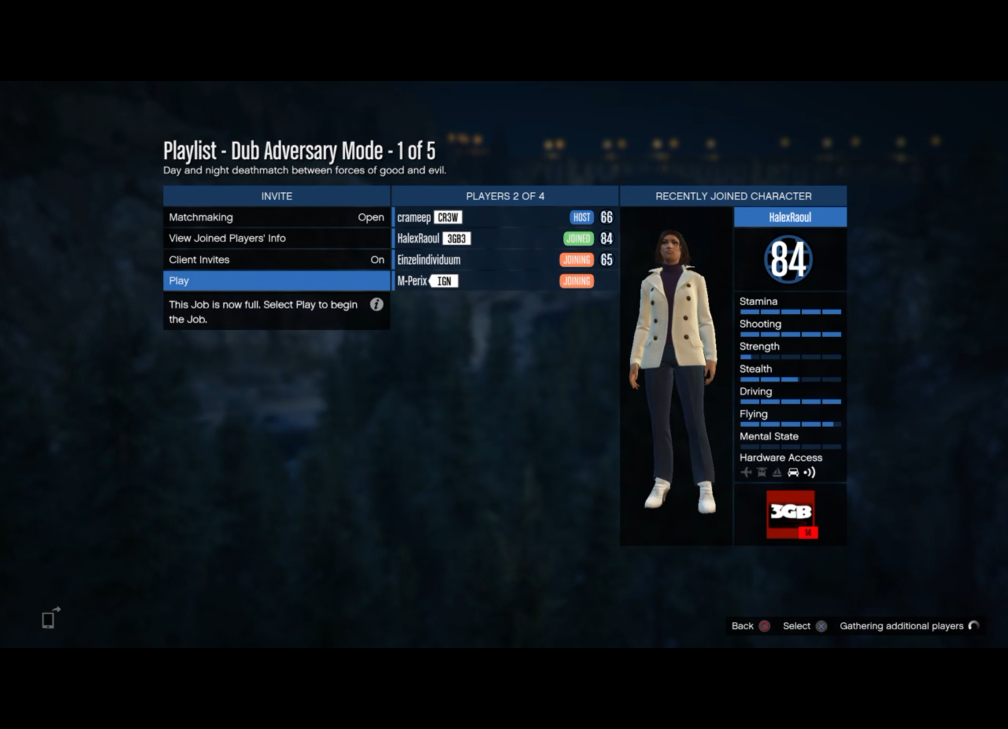 Playlist - Dub Adversary Mode - 1 of 5
Day and night deathmatch between forces of good and evil.
INVITE
Matchmaking Open
View Joined Players' Info
Client Invites On
Play
This Job is now full. Select Play to begin
the Job.
PLAYERS 2 OF 4
crameep CR3W HOST 66
HalexRaoul 3GB3 JOINED 84
Einzelindividuum JOINING 65
M-Perix IGN JOINING
RECENTLY JOINED CHARACTER
HalexRaoul
84
Stamina
Shooting
Strength
Stealth
Driving
Flying
Mental State
Hardware Access
3GB
Back Select Gathering additional players